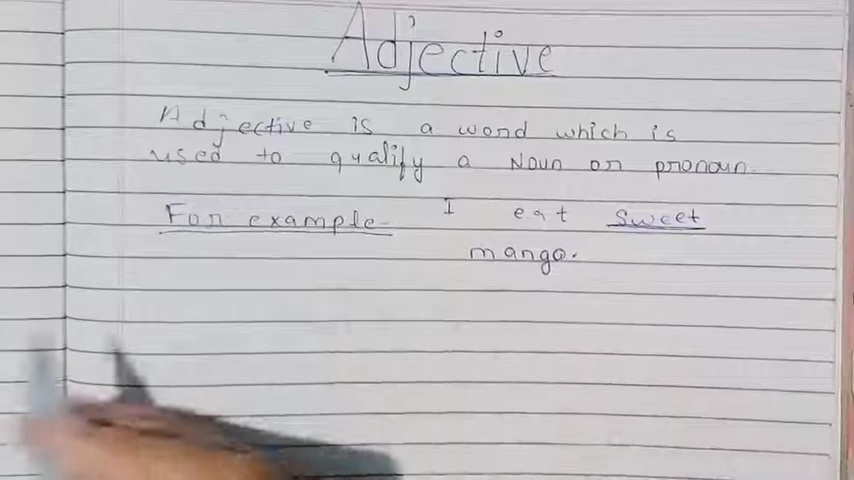 Adjective
Adjective is a word which is
used to qualify a Noun or pronoun.
For example- I eat Sweet
mango.